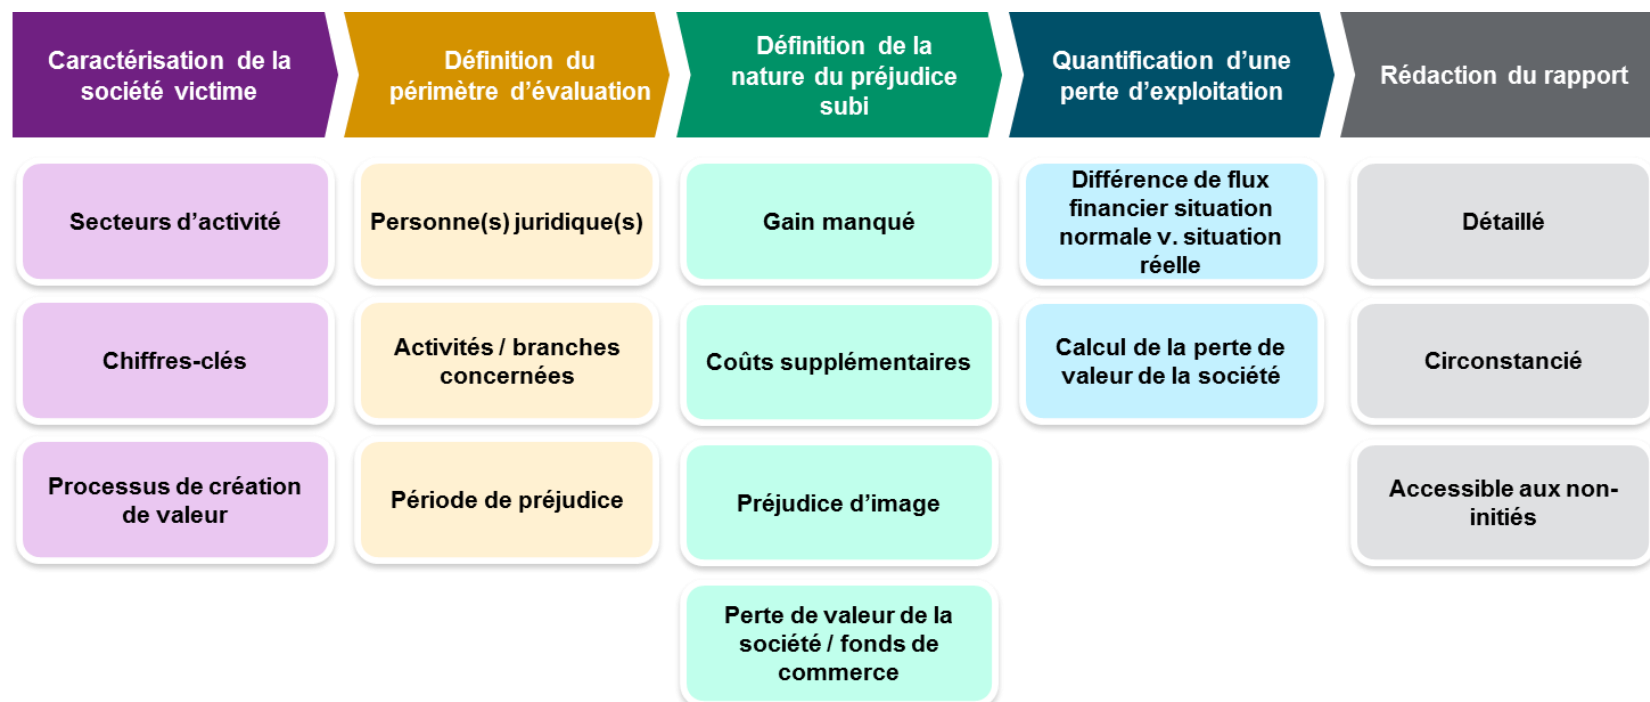 Caractérisation de la
société victime
Définition du
périmètre d'évaluation
Définition de la
nature du préjudice
subi
Quantification d'une
perte d'exploitation
Rédaction du rapport
Secteurs d'activité
Chiffres-clés
Processus de création
de valeur
Personne(s) juridique(s)
Activités / branches
concernées
Période de préjudice
Gain manqué
Coûts supplémentaires
Préjudice d'image
Perte de valeur de la
société / fonds de
commerce
Différence de flux
financier situation
normale v. situation
réelle
Calcul de la perte de
valeur de la société
Détaillé
Circonstancié
Accessible aux non-
initiés